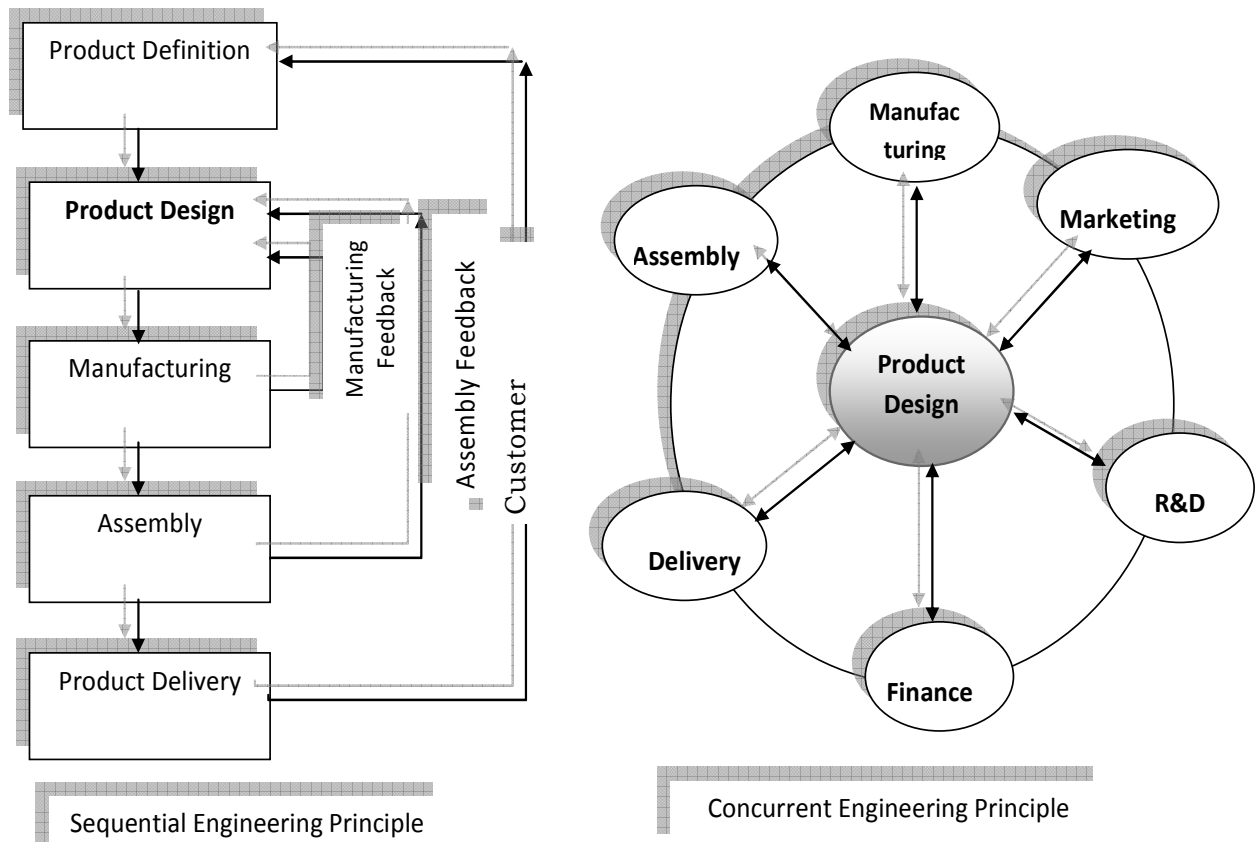 Product Definition
Product Design
Manufacturing
Assembly
Product Delivery
Manufacturing
Feedback
Assembly Feedback
Customer
Sequential Engineering Principle
Manufac
turing
Marketing
Assembly
Product
Design
R&D
Delivery
Finance
Concurrent Engineering Principle